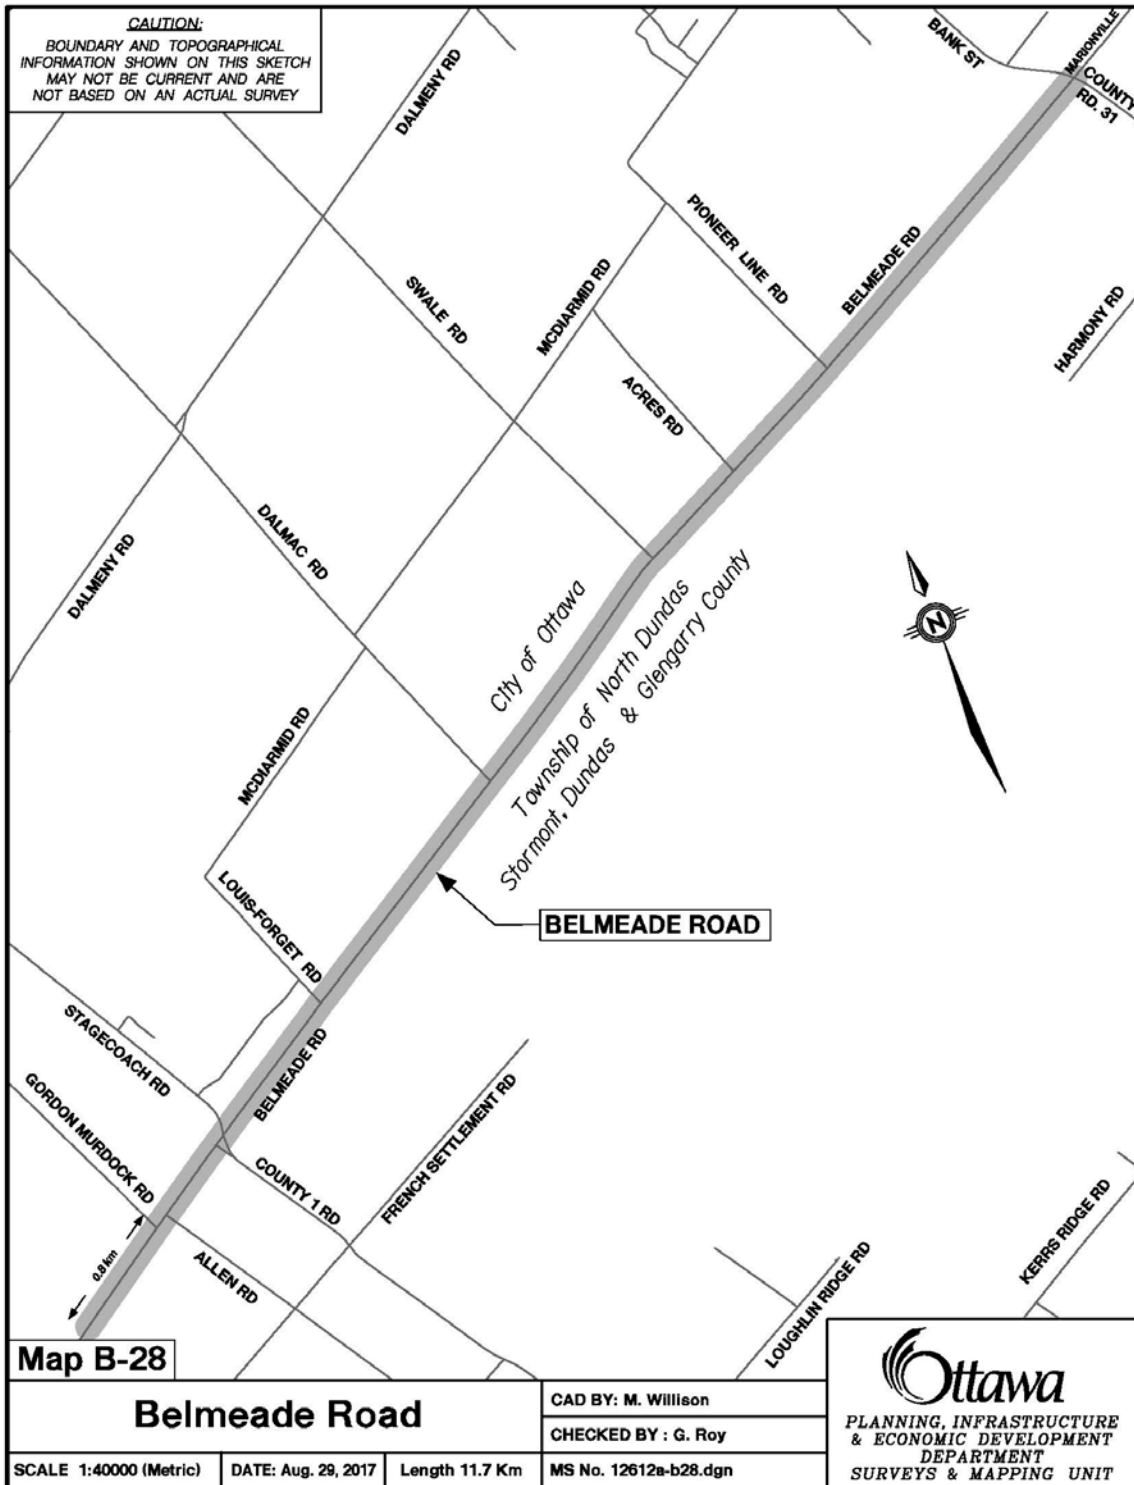 CAUTION:
BOUNDARY AND TOPOGRAPHICAL
INFORMATION SHOWN ON THIS SKETCH
MAY NOT BE CURRENT AND ARE
NOT BASED ON AN ACTUAL SURVEY
DALMENY RD
BANK ST
MARIONVILLE
COUNTY
RD. 31
PIONEER LINE RD
BELMEADE RD
SWALE RD
MCDIARMID RD
HARMONY RD
ACRES RD
DALMAC RD
DALMENY RD
City of Ottawa
Township of North Dundas
Stormont, Dundas & Glengarry County
N
MCDIARMID RD
LOUIS-FORGET RD
BELMEADE ROAD
STAGECOACH RD
BELMEADE RD
GORDON MURDOCK RD
FRENCH SETTLEMENT RD
COUNTY 1 RD
ALLEN RD
0.8 km
KERRS RIDGE RD
LOUGHLIN RIDGE RD
Map B-28
Belmeade Road
CAD BY: M. Willison
CHECKED BY : G. Roy
SCALE 1:40000 (Metric)
DATE: Aug. 29, 2017
Length 11.7 Km
MS No. 12612a-b28.dgn
Ottawa
PLANNING, INFRASTRUCTURE
& ECONOMIC DEVELOPMENT
DEPARTMENT
SURVEYS & MAPPING UNIT